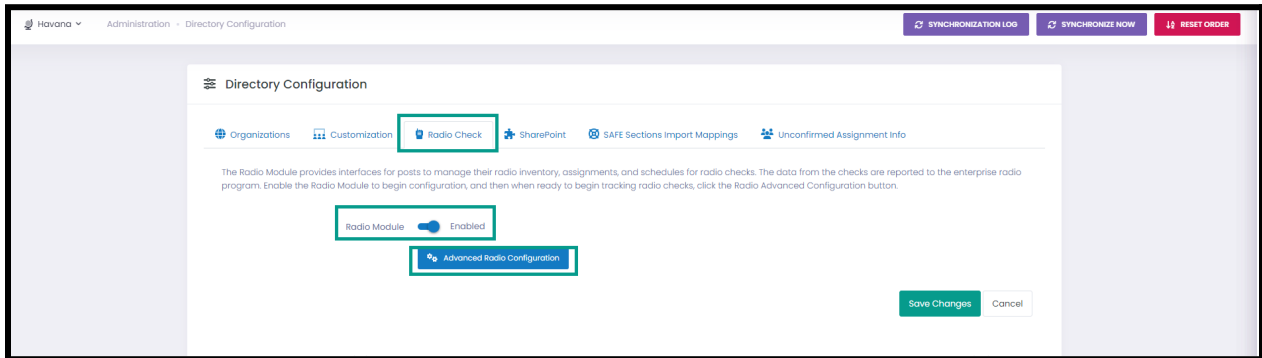 Havana Administration • Directory Configuration SYNCHRONIZATION LOG SYNCHRONIZE NOW RESET ORDER
Directory Configuration
Organizations Customization Radio Check SharePoint SAFE Sections Import Mappings Unconfirmed Assignment Info
The Radio Module provides interfaces for posts to manage their radio inventory, assignments, and schedules for radio checks. The data from the checks are reported to the enterprise radio
program. Enable the Radio Module to begin configuration, and then when ready to begin tracking radio checks, click the Radio Advanced Configuration button.
Radio Module Enabled
Advanced Radio Configuration
Save Changes Cancel